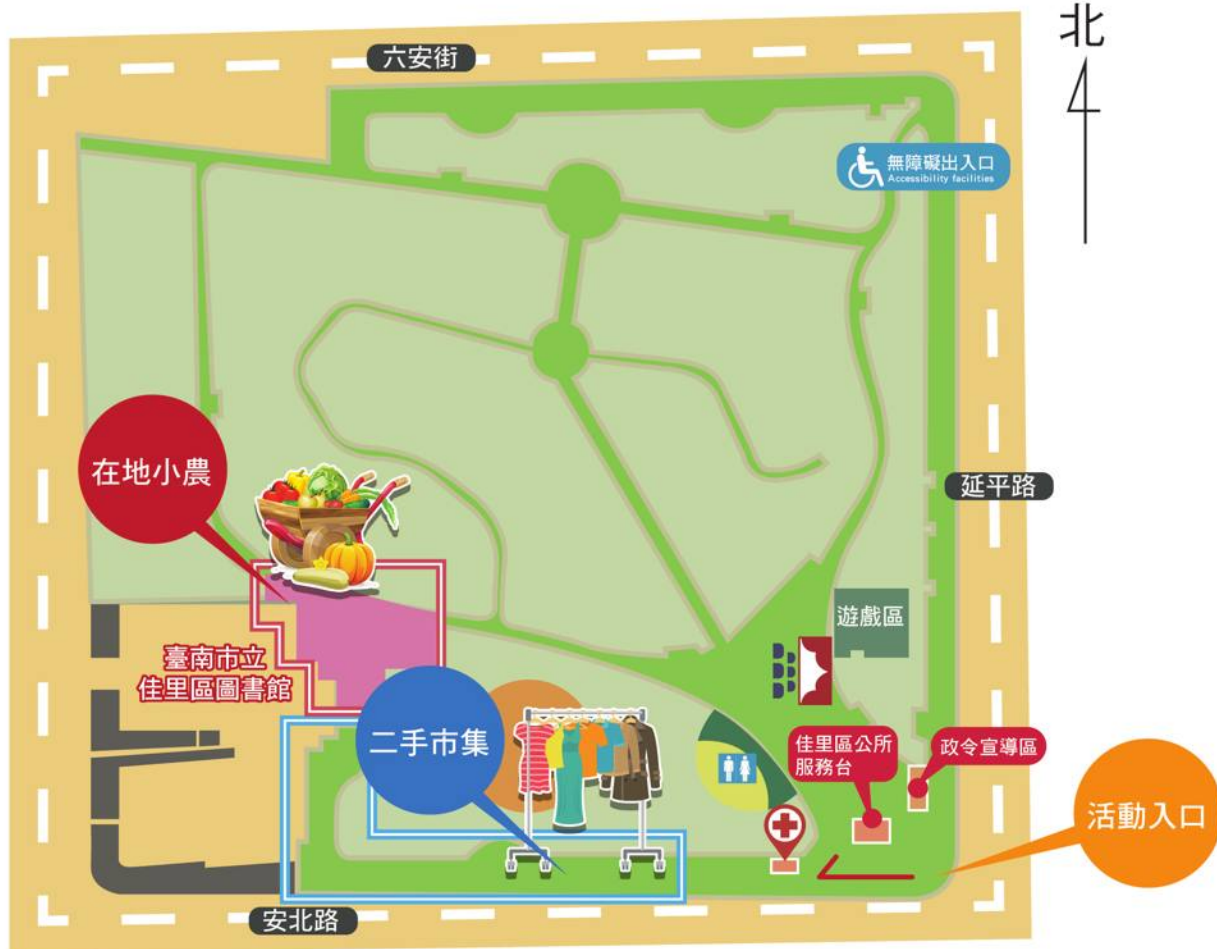 北
六安街
無障礙出入口
Accessibility facilities
在地小農
延平路
遊戲區
臺南市立
佳里區圖書館
二手市集
佳里區公所
服務台
政令宣導區
活動入口
安北路